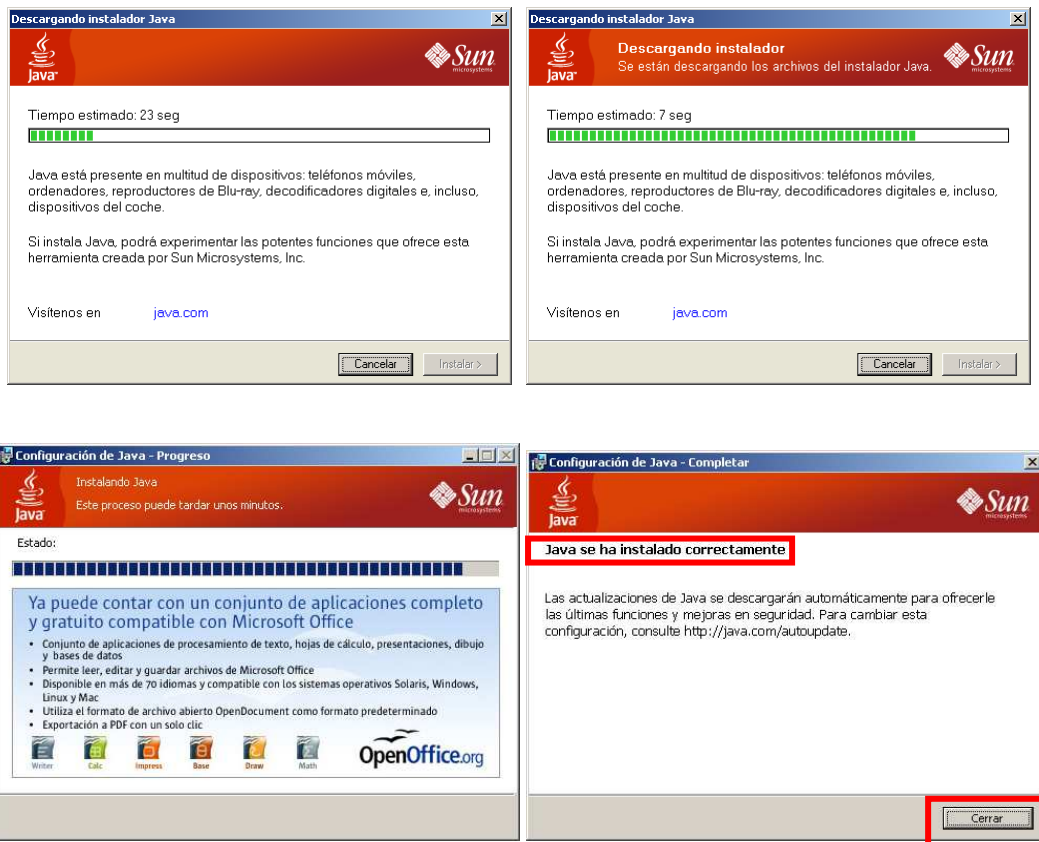 Descargando instalador Java
Java
Sun
microsystems
Tiempo estimado: 23 seg
Java está presente en multitud de dispositivos: teléfonos móviles,
ordenadores, reproductores de Blu-ray, decodificadores digitales e, incluso,
dispositivos del coche.
Si instala Java, podrá experimentar las potentes funciones que ofrece esta
herramienta creada por Sun Microsystems, Inc.
Visítenos en java.com
Cancelar
Instalar >
Descargando instalador Java
Java
Descargando instalador
Se están descargando los archivos del instalador Java.
Sun
microsystems
Tiempo estimado: 7 seg
Java está presente en multitud de dispositivos: teléfonos móviles,
ordenadores, reproductores de Blu-ray, decodificadores digitales e, incluso,
dispositivos del coche.
Si instala Java, podrá experimentar las potentes funciones que ofrece esta
herramienta creada por Sun Microsystems, Inc.
Visítenos en java.com
Cancelar
Instalar >
Configuración de Java - Progreso
Java
Instalando Java
Este proceso puede tardar unos minutos.
Sun
microsystems
Estado:
Ya puede contar con un conjunto de aplicaciones completo
y gratuito compatible con Microsoft Office
• Conjunto de aplicaciones de procesamiento de texto, hojas de cálculo, presentaciones, dibujo
y bases de datos
• Permite leer, editar y guardar archivos de Microsoft Office
• Disponible en más de 70 idiomas y compatible con los sistemas operativos Solaris, Windows,
Linux y Mac
• Utiliza el formato de archivo abierto OpenDocument como formato predeterminado
• Exportación a PDF con un solo clic
Writer Calc Impress Base Draw Math
OpenOffice.org
Configuración de Java - Completar
Java
Sun
microsystems
Java se ha instalado correctamente
Las actualizaciones de Java se descargarán automáticamente para ofrecerle
las últimas funciones y mejoras en seguridad. Para cambiar esta
configuración, consulte http://java.com/autoupdate.
Cerrar